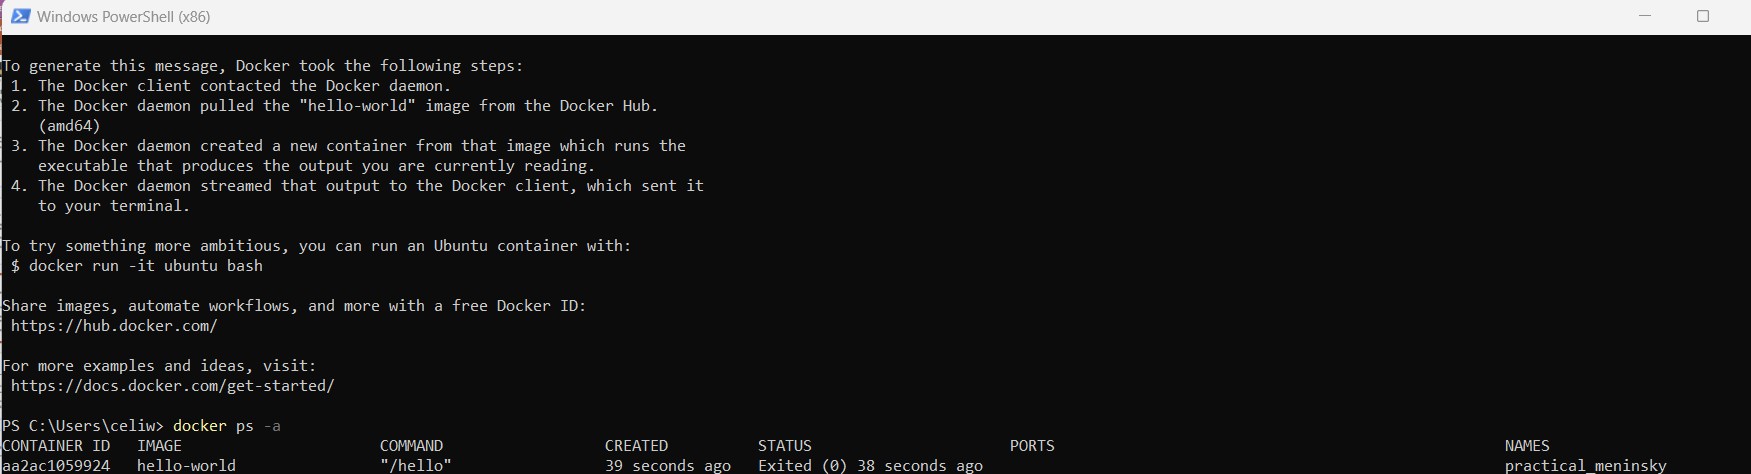 Windows PowerShell (x86)
To generate this message, Docker took the following steps:
1. The Docker client contacted the Docker daemon.
2. The Docker daemon pulled the "hello-world" image from the Docker Hub.
(amd64)
3. The Docker daemon created a new container from that image which runs the
executable that produces the output you are currently reading.
4. The Docker daemon streamed that output to the Docker client, which sent it
to your terminal.
To try something more ambitious, you can run an Ubuntu container with:
$ docker run -it ubuntu bash
Share images, automate workflows, and more with a free Docker ID:
https://hub.docker.com/
For more examples and ideas, visit:
https://docs.docker.com/get-started/
PS C:\Users\celiw> docker ps -a
CONTAINER ID IMAGE COMMAND CREATED STATUS PORTS NAMES
aa2ac1059924 hello-world "/hello" 39 seconds ago Exited (0) 38 seconds ago practical_meninsky